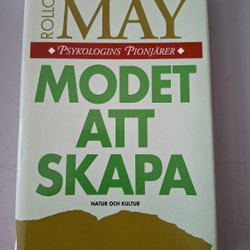 ROLLO
MAY
PSYKOLOGINS PIONJÄRER
MODET
ATT
SKAPA
NATUR OCH KULTUR